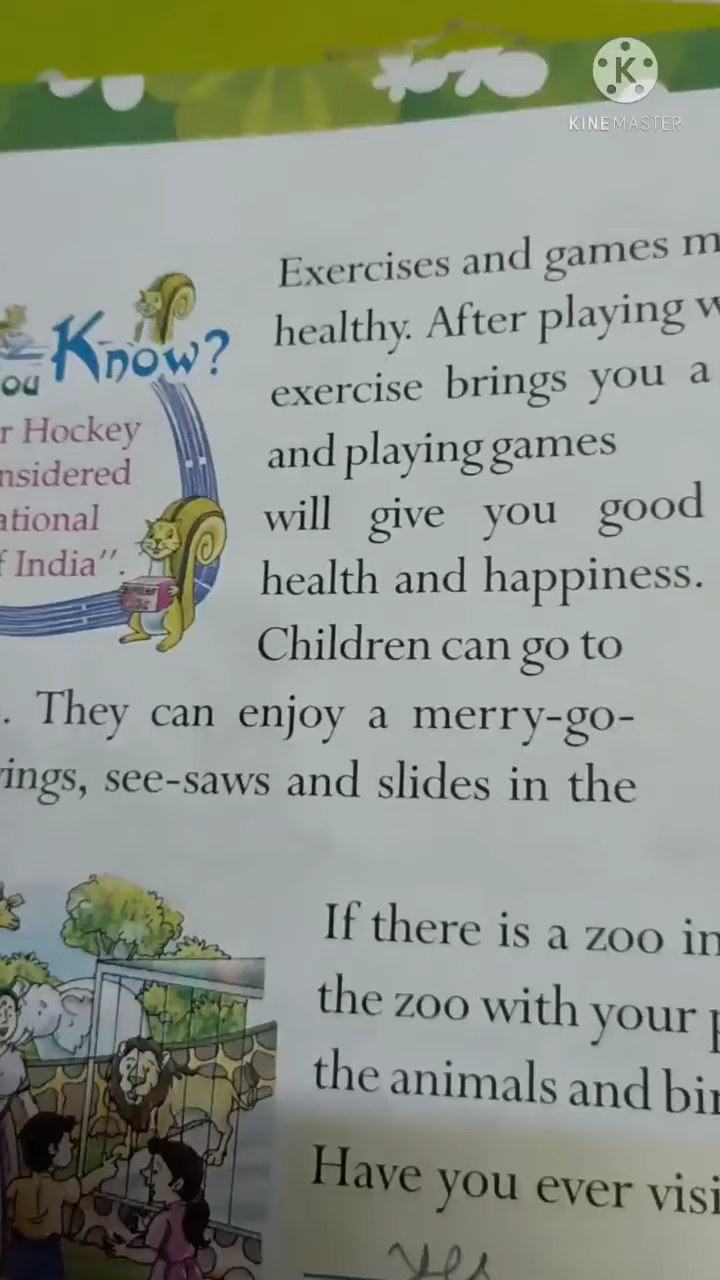 KINEMASTER
Know?
ou
r Hockey
nsidered
ational
f India".
Exercises and games m
healthy. After playing w
exercise brings you a
and playing games
will give you good
health and happiness.
Children can go to
. They can enjoy a merry-go-
ings, see-saws and slides in the
If there is a zoo in
the zoo with your p
the animals and bir
Have you ever visi
yes